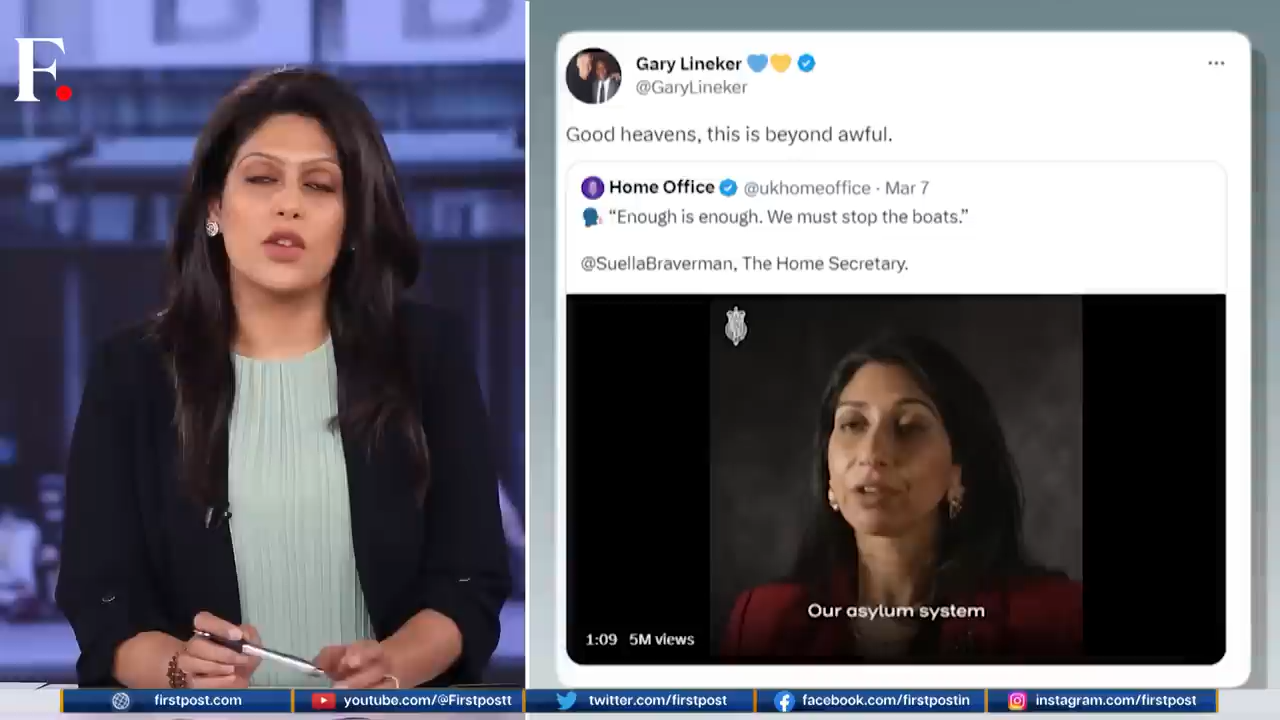 F.
BB
Gary Lineker
@GaryLineker
Good heavens, this is beyond awful.
Home Office @ukhomeoffice · Mar 7
“Enough is enough. We must stop the boats.”
@SuellaBraverman, The Home Secretary.
Our asylum system
1:09 5M views
firstpost.com
youtube.com/@Firstpostt
twitter.com/firstpost
facebook.com/firstpostin
instagram.com/firstpost